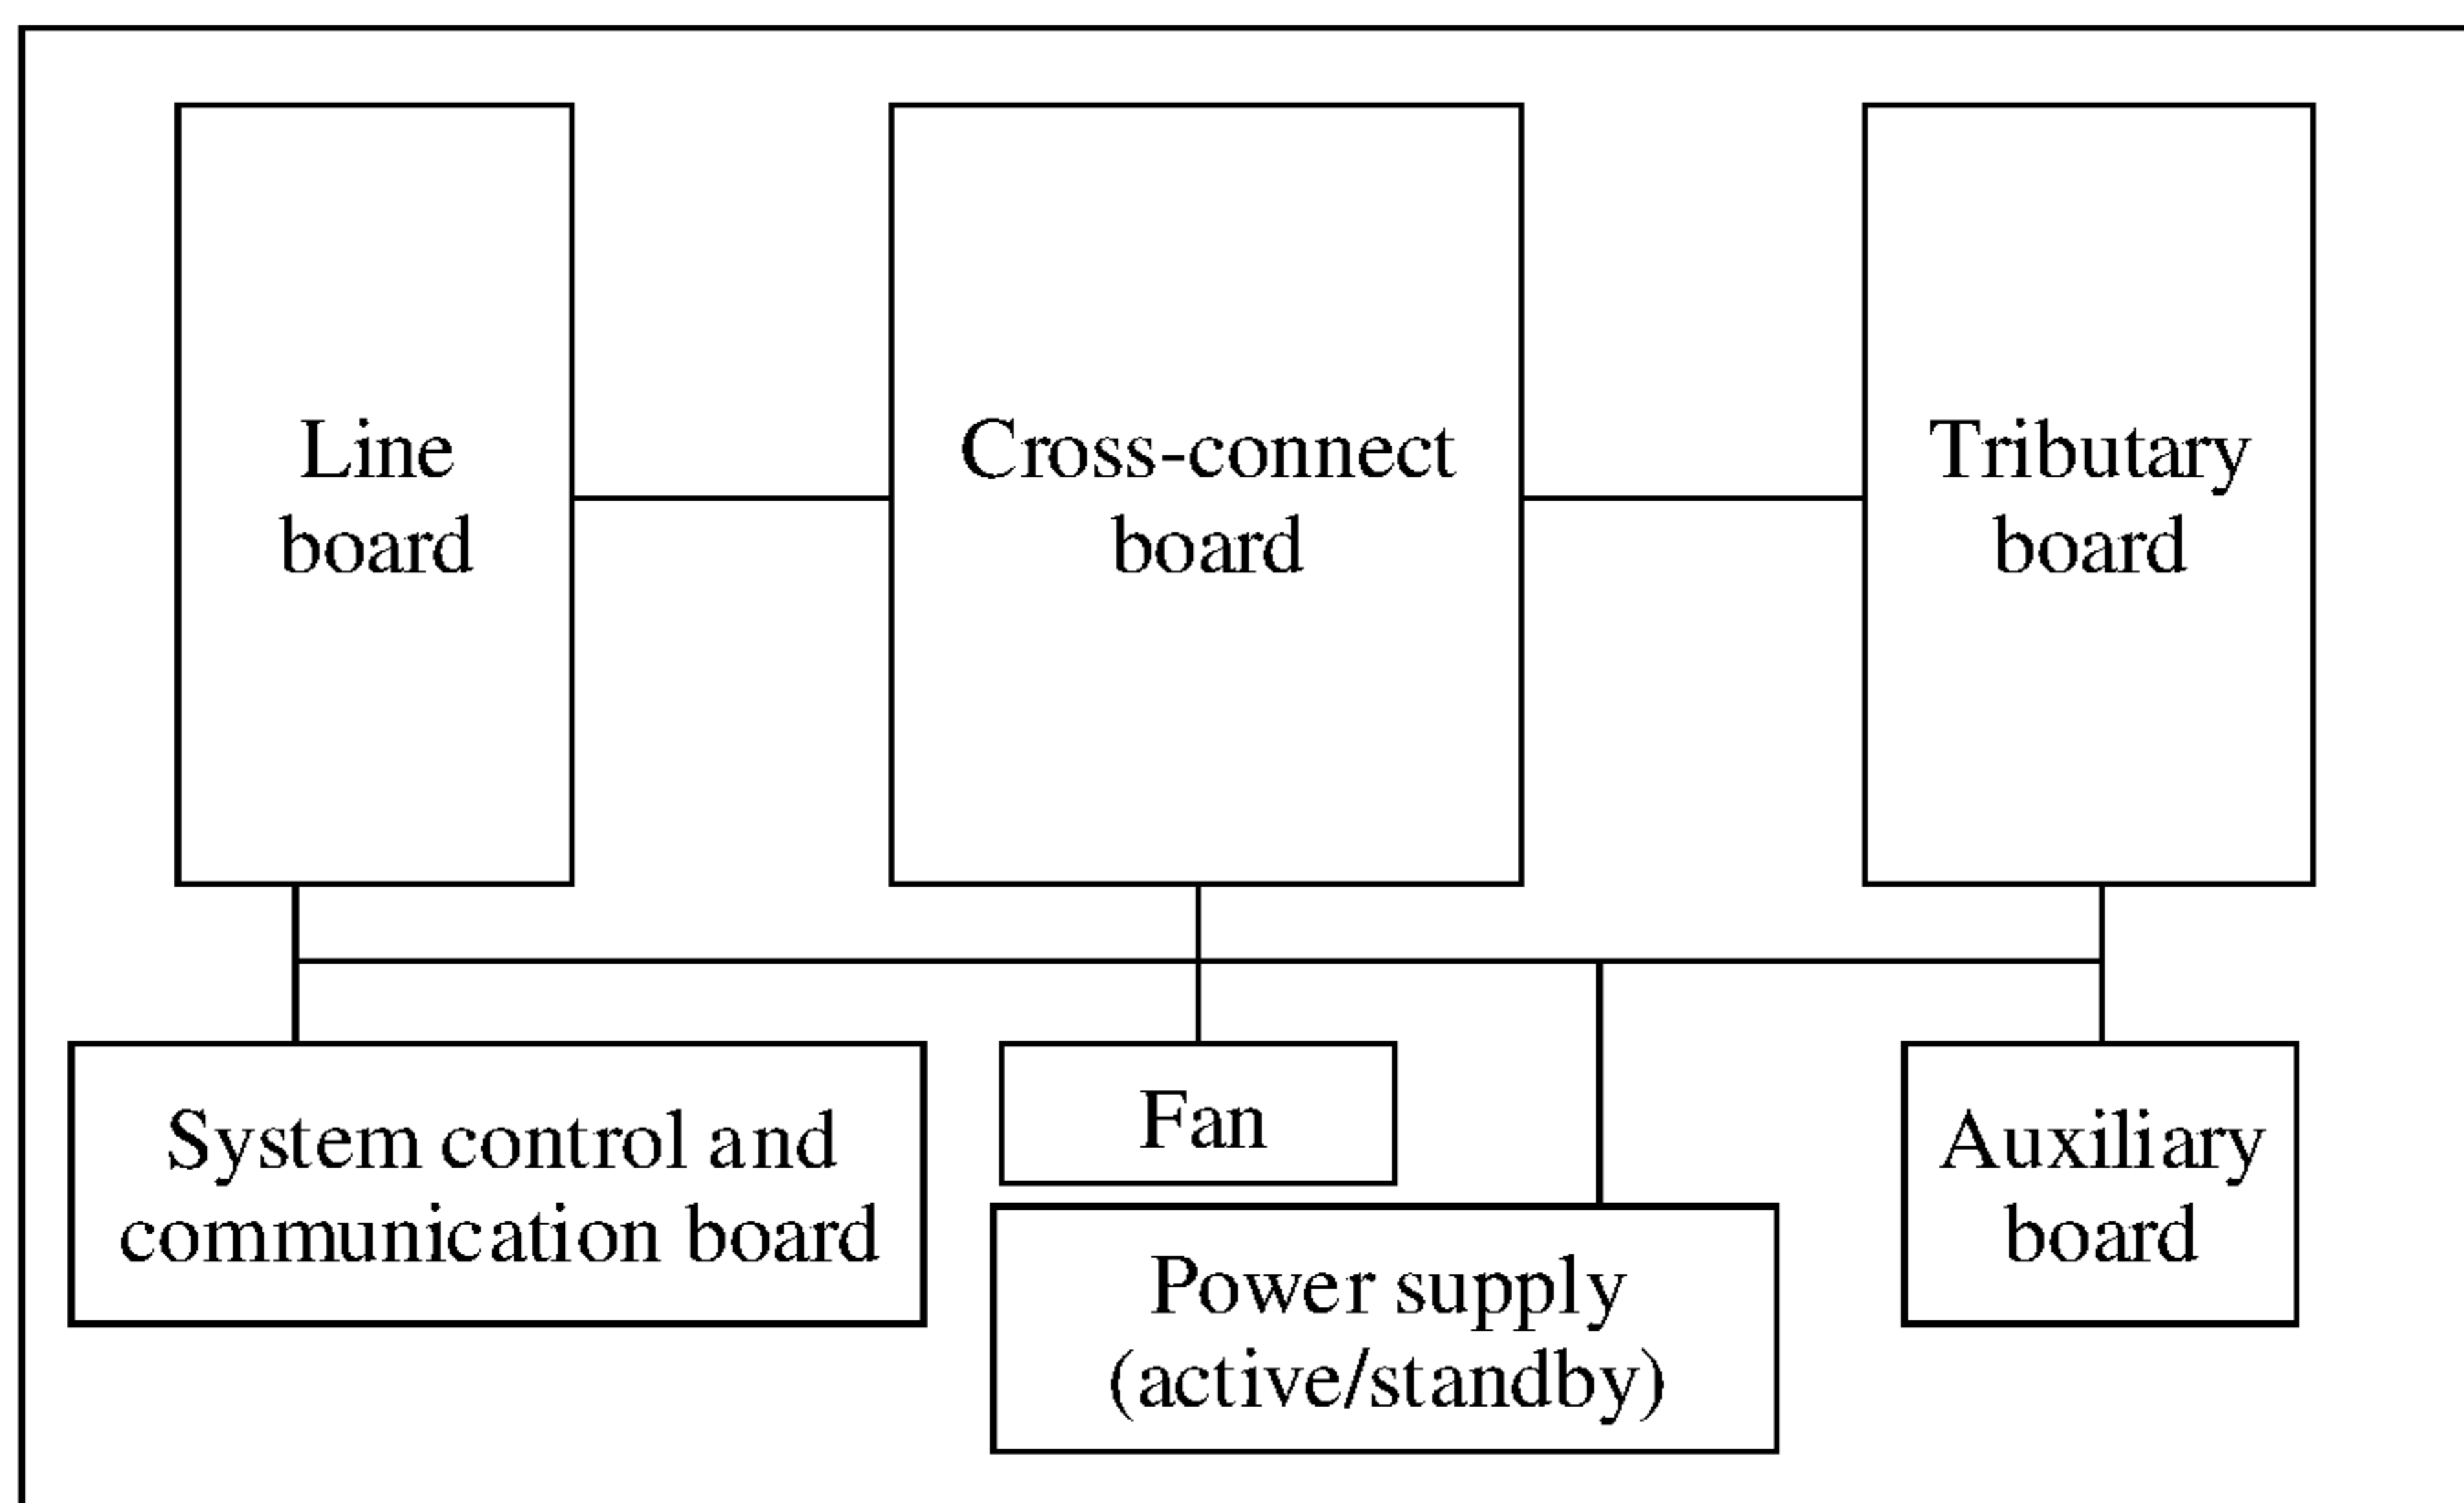 Line
board
Cross-connect
board
Tributary
board
System control and
communication board
Fan
Power supply
(active/standby)
Auxiliary
board